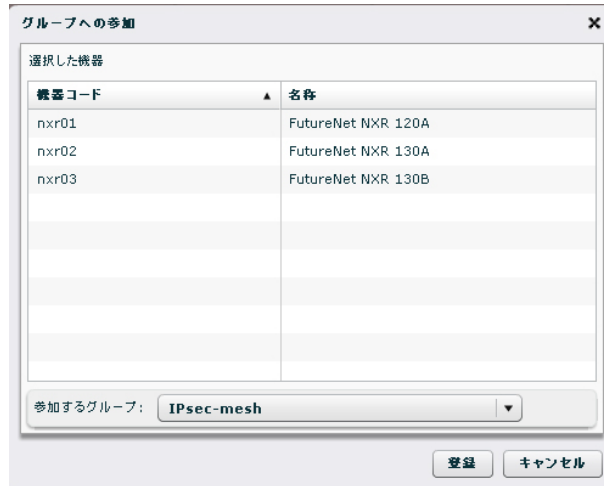 グループへの参加
選択した機器
機器コード ▲ 名称
nxr01 FutureNet NXR 120A
nxr02 FutureNet NXR 130A
nxr03 FutureNet NXR 130B
参加するグループ: IPsec-mesh ▼
登録 キャンセル